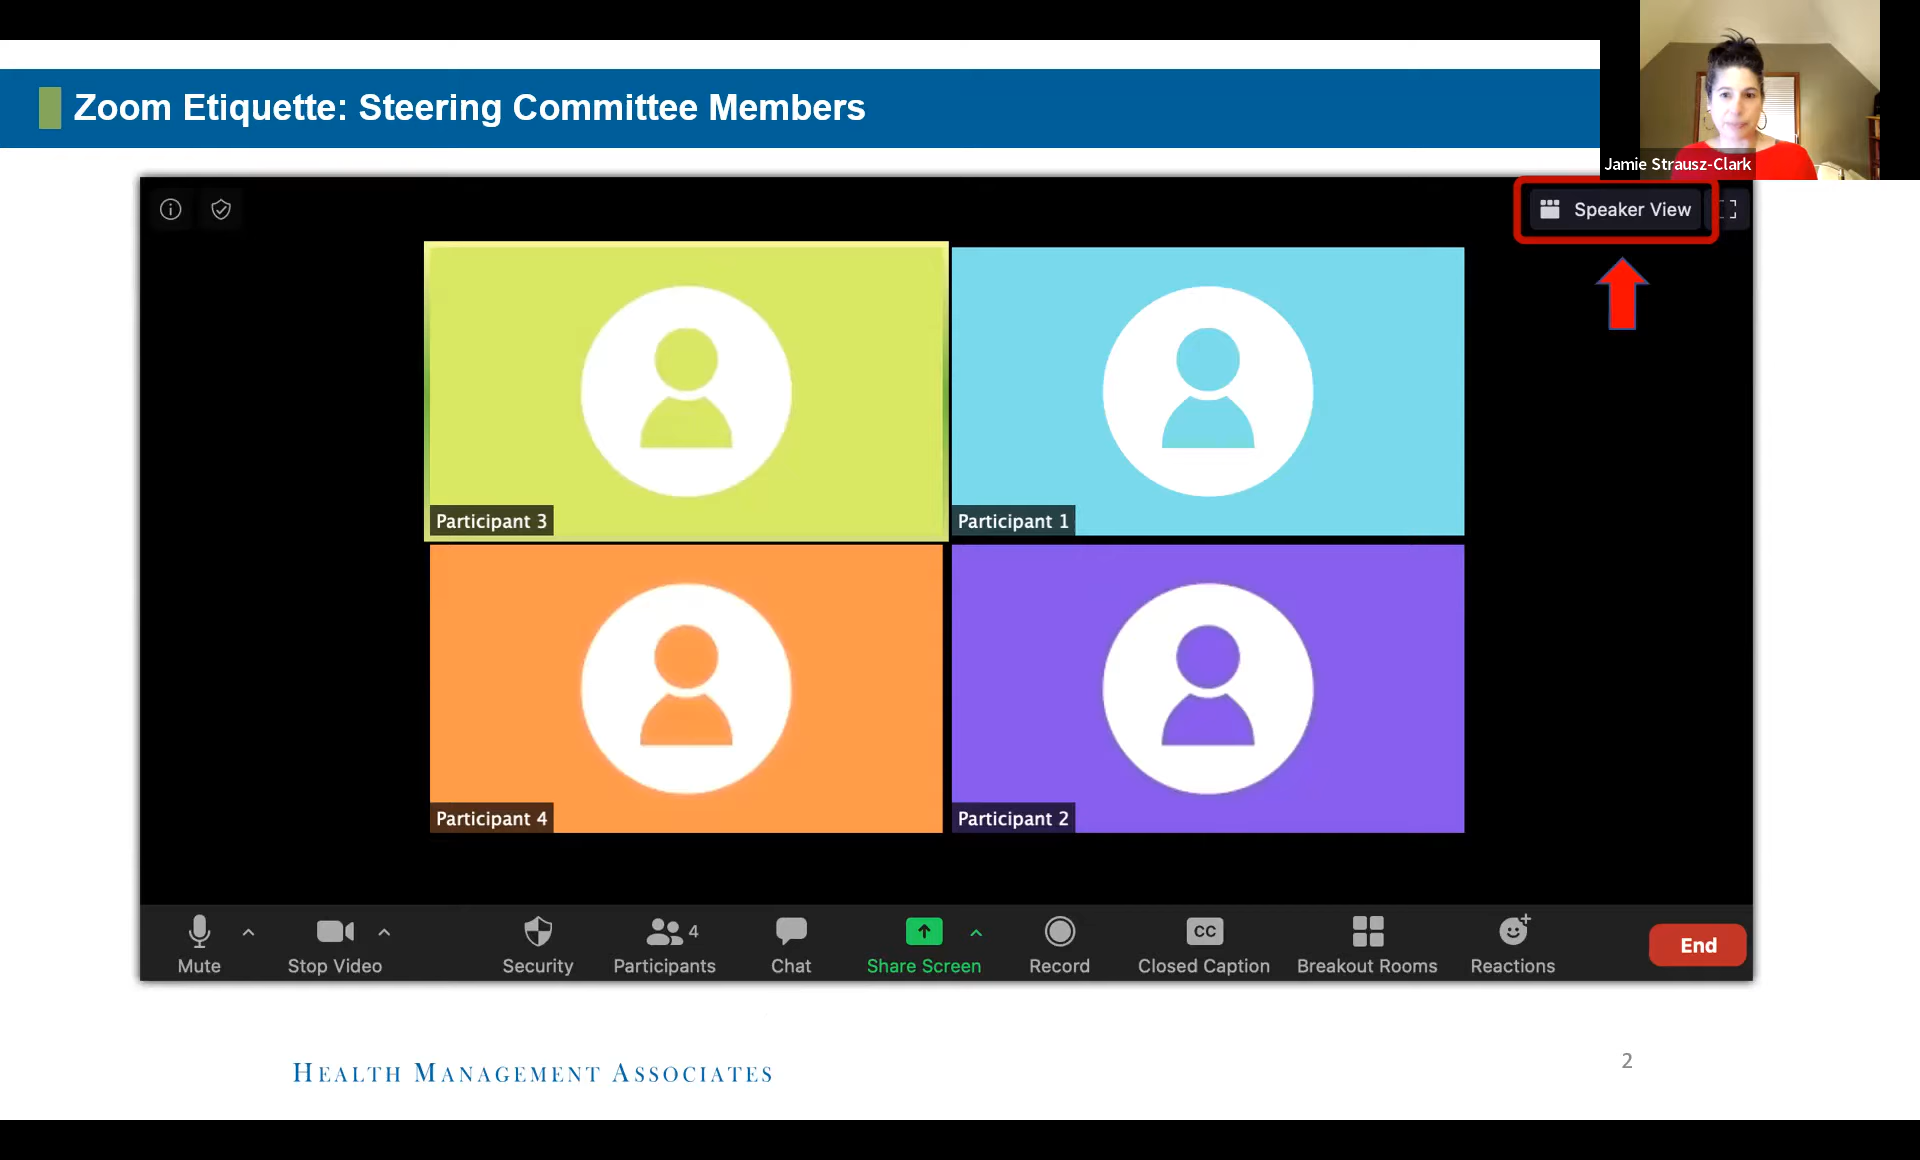 Zoom Etiquette: Steering Committee Members
Jamie Strausz-Clark
Speaker View
Participant 3
Participant 1
Participant 4
Participant 2
4
CC
Mute
Stop Video
Security
Participants
Chat
Share Screen
Record
Closed Caption
Breakout Rooms
Reactions
End
HEALTH MANAGEMENT ASSOCIATES
2